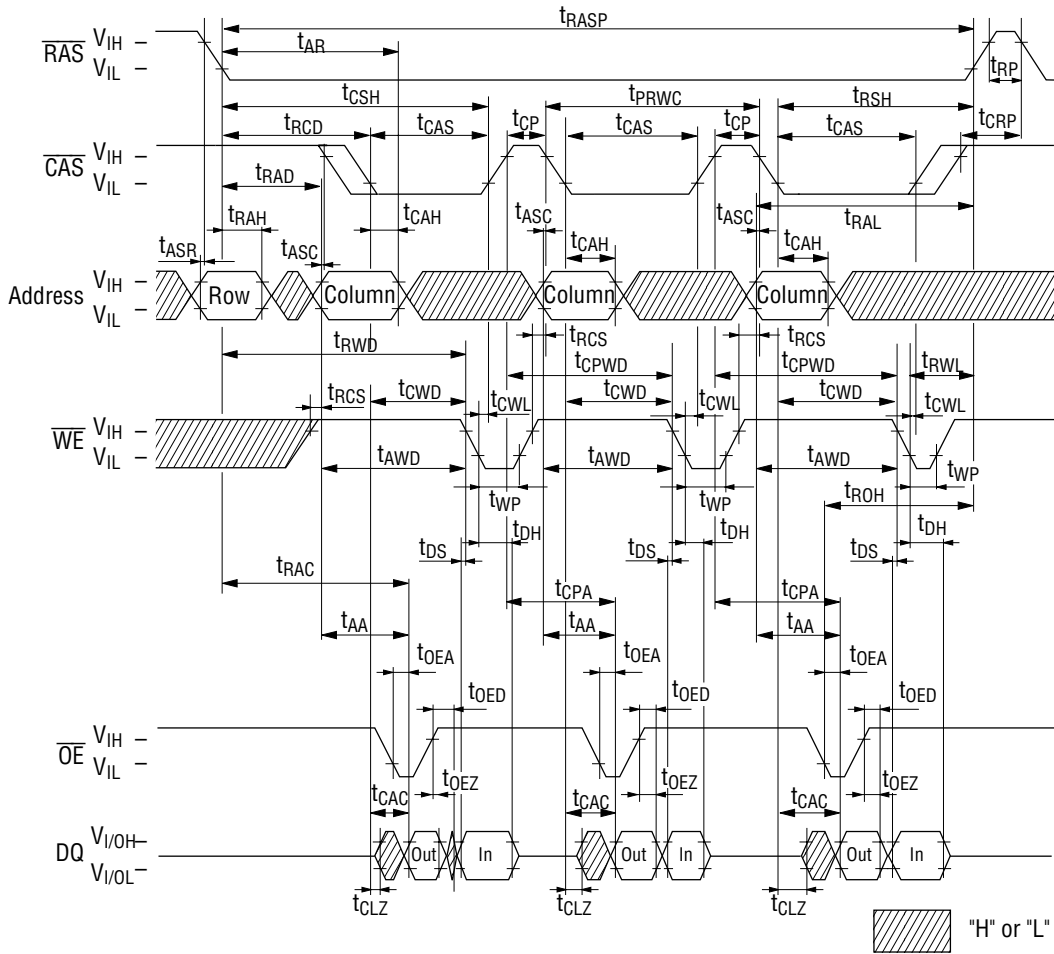 tRASP
RAS VIH
VIL
tAR
tRP
tCSH tPRWC tRSH
tRCD tCAS tCP tCAS tCP tCAS tCRP
CAS VIH
VIL
tRAD tCAH tRAL
tRAH tASC tASC
tASR tASC tCAH tCAH
Address VIH
VIL
Row Column Column Column
tRWD tRCS tCPWD tRCS tCPWD tRWL
tRCS tCWD tCWL tCWD tCWL tCWD tCWL
WE VIH
VIL
tAWD tWP tAWD tWP tAWD tWP
tROH
tDH tDH tDH
tDS tDS tDS
tRAC tCPA tCPA
tAA tAA tAA
tOEA tOEA tOEA
tOED tOED tOED
OE VIH
VIL
tOEZ tOEZ tOEZ
tCAC tCAC tCAC
DQ VI/OH
VI/OL
Out In Out In Out In
tCLZ tCLZ tCLZ
"H" or "L"